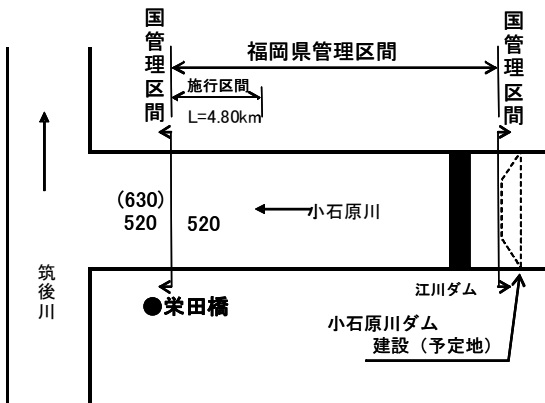 国管理区間
福岡県管理区間
国管理区間
施行区間
L=4.80km
(630)
520
520
小石原川
筑後川
江川ダム
●栄田橋
小石原川ダム
建設（予定地）